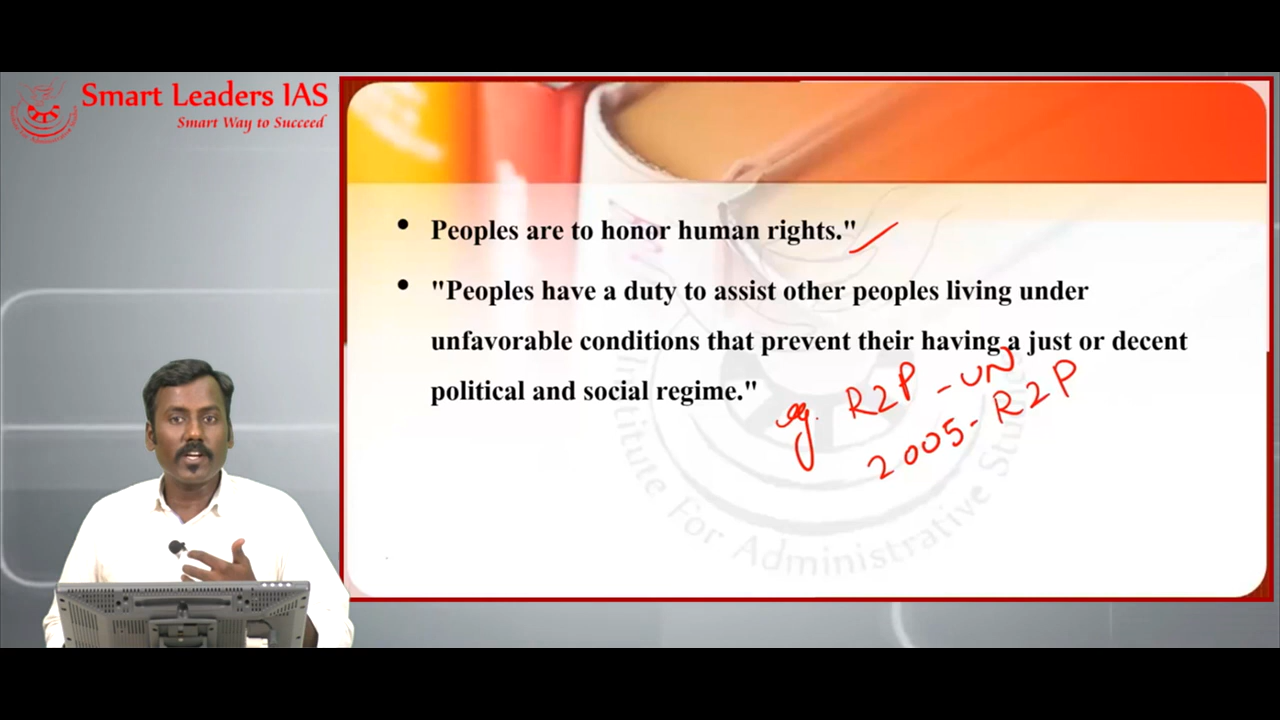 Smart Leaders IAS
Smart Way to Succeed
• Peoples are to honor human rights."
• "Peoples have a duty to assist other peoples living under
unfavorable conditions that prevent their having a just or decent
political and social regime."
eg. R2P - UN
2005 - R2P
Institute For Administrative Studies